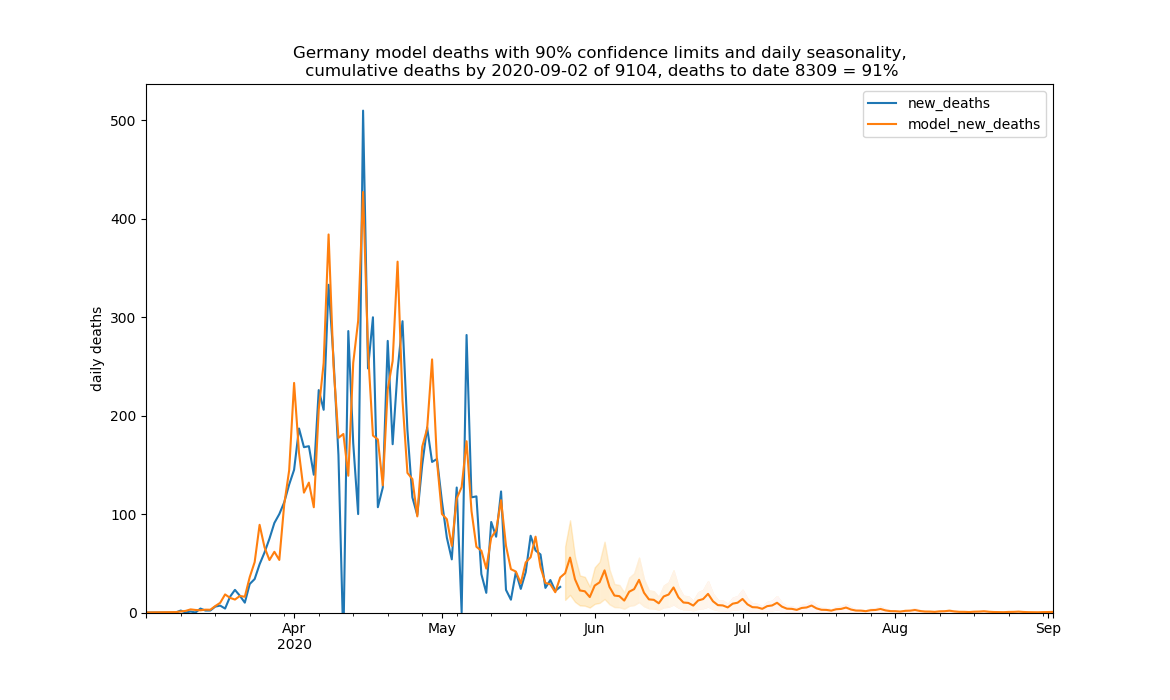 Germany model deaths with 90% confidence limits and daily seasonality,
cumulative deaths by 2020-09-02 of 9104, deaths to date 8309 = 91%
new_deaths
model_new_deaths
daily deaths
500
400
300
200
100
0
Apr
2020
May
Jun
Jul
Aug
Sep